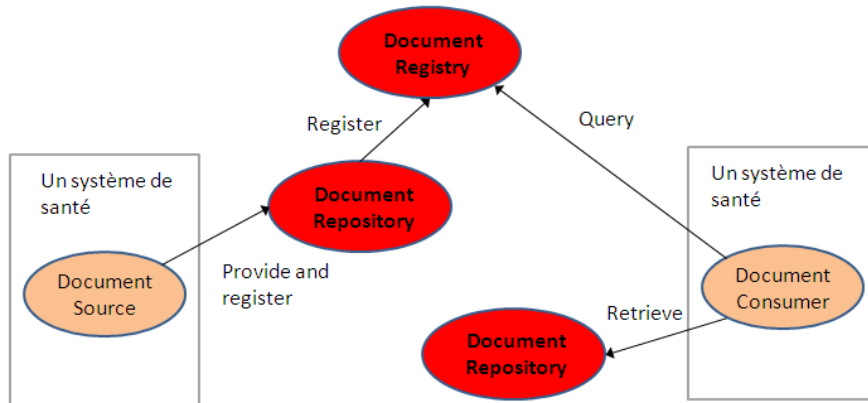 Document
Registry
Register
Query
Un système de
santé
Un système de
santé
Document
Repository
Document
Source
Provide and
register
Document
Consumer
Retrieve
Document
Repository